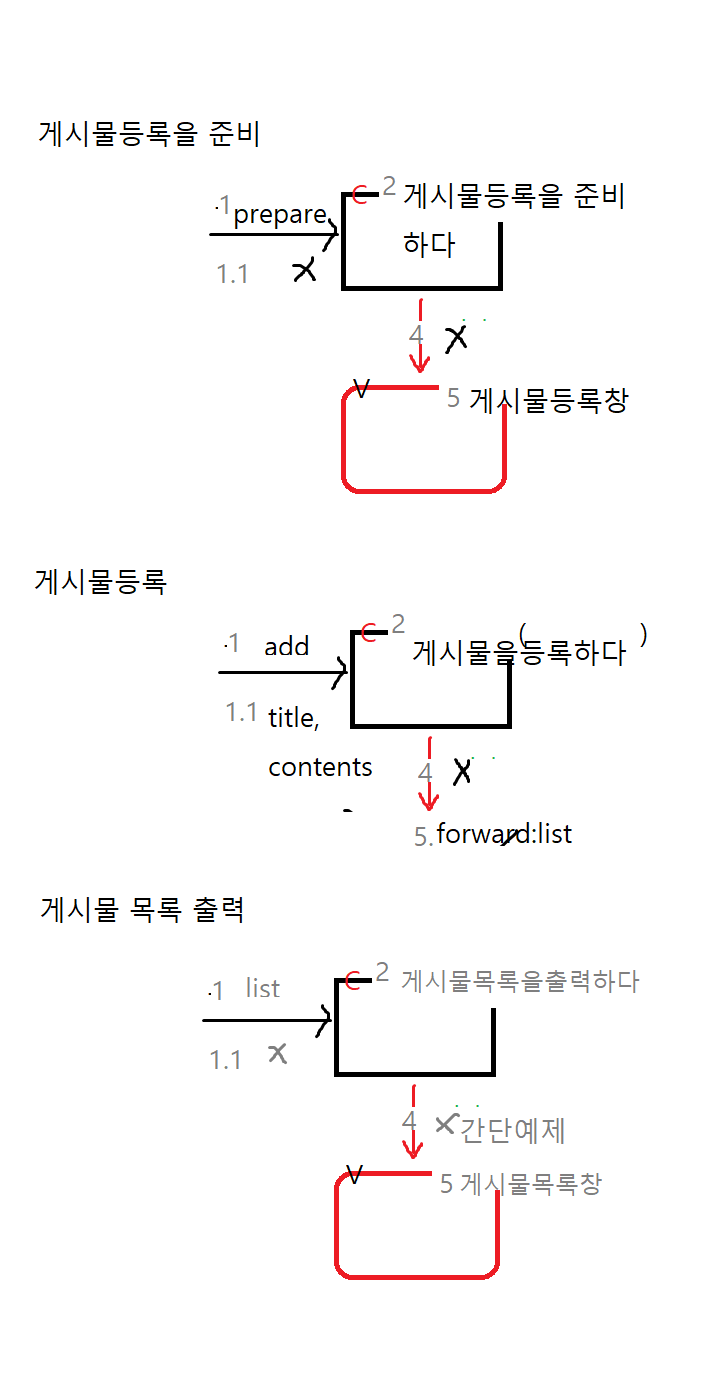 게시물등록을 준비
.1
prepare
C
2
게시물등록을 준비
하다
1.1
X
4
X
V
5
게시물등록창
게시물등록
.1
add
C
2
(
)
게시물을등록하다
1.1
title,
contents
4
X
5.
forward:list
게시물 목록 출력
.1
list
C
2
게시물목록을출력하다
1.1
X
4
X
간단예제
V
5
게시물목록창